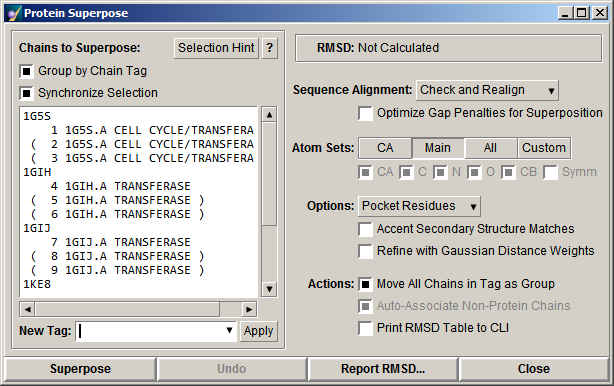 Protein Superpose
Chains to Superpose: Selection Hint ?
Group by Chain Tag
Synchronize Selection
1G5S
1 1G5S.A CELL CYCLE/TRANSFERA
( 2 1G5S.A CELL CYCLE/TRANSFERA
( 3 1G5S.A CELL CYCLE/TRANSFERA
1GIH
4 1GIH.A TRANSFERASE
( 5 1GIH.A TRANSFERASE )
( 6 1GIH.A TRANSFERASE )
1GIJ
7 1GIJ.A TRANSFERASE
( 8 1GIJ.A TRANSFERASE )
( 9 1GIJ.A TRANSFERASE )
1KE8
New Tag: Apply
RMSD: Not Calculated
Sequence Alignment: Check and Realign
Optimize Gap Penalties for Superposition
Atom Sets: CA Main All Custom
CA C N O CB Symm
Options: Pocket Residues
Accent Secondary Structure Matches
Refine with Gaussian Distance Weights
Actions: Move All Chains in Tag as Group
Auto-Associate Non-Protein Chains
Print RMSD Table to CLI
Superpose Undo Report RMSD... Close